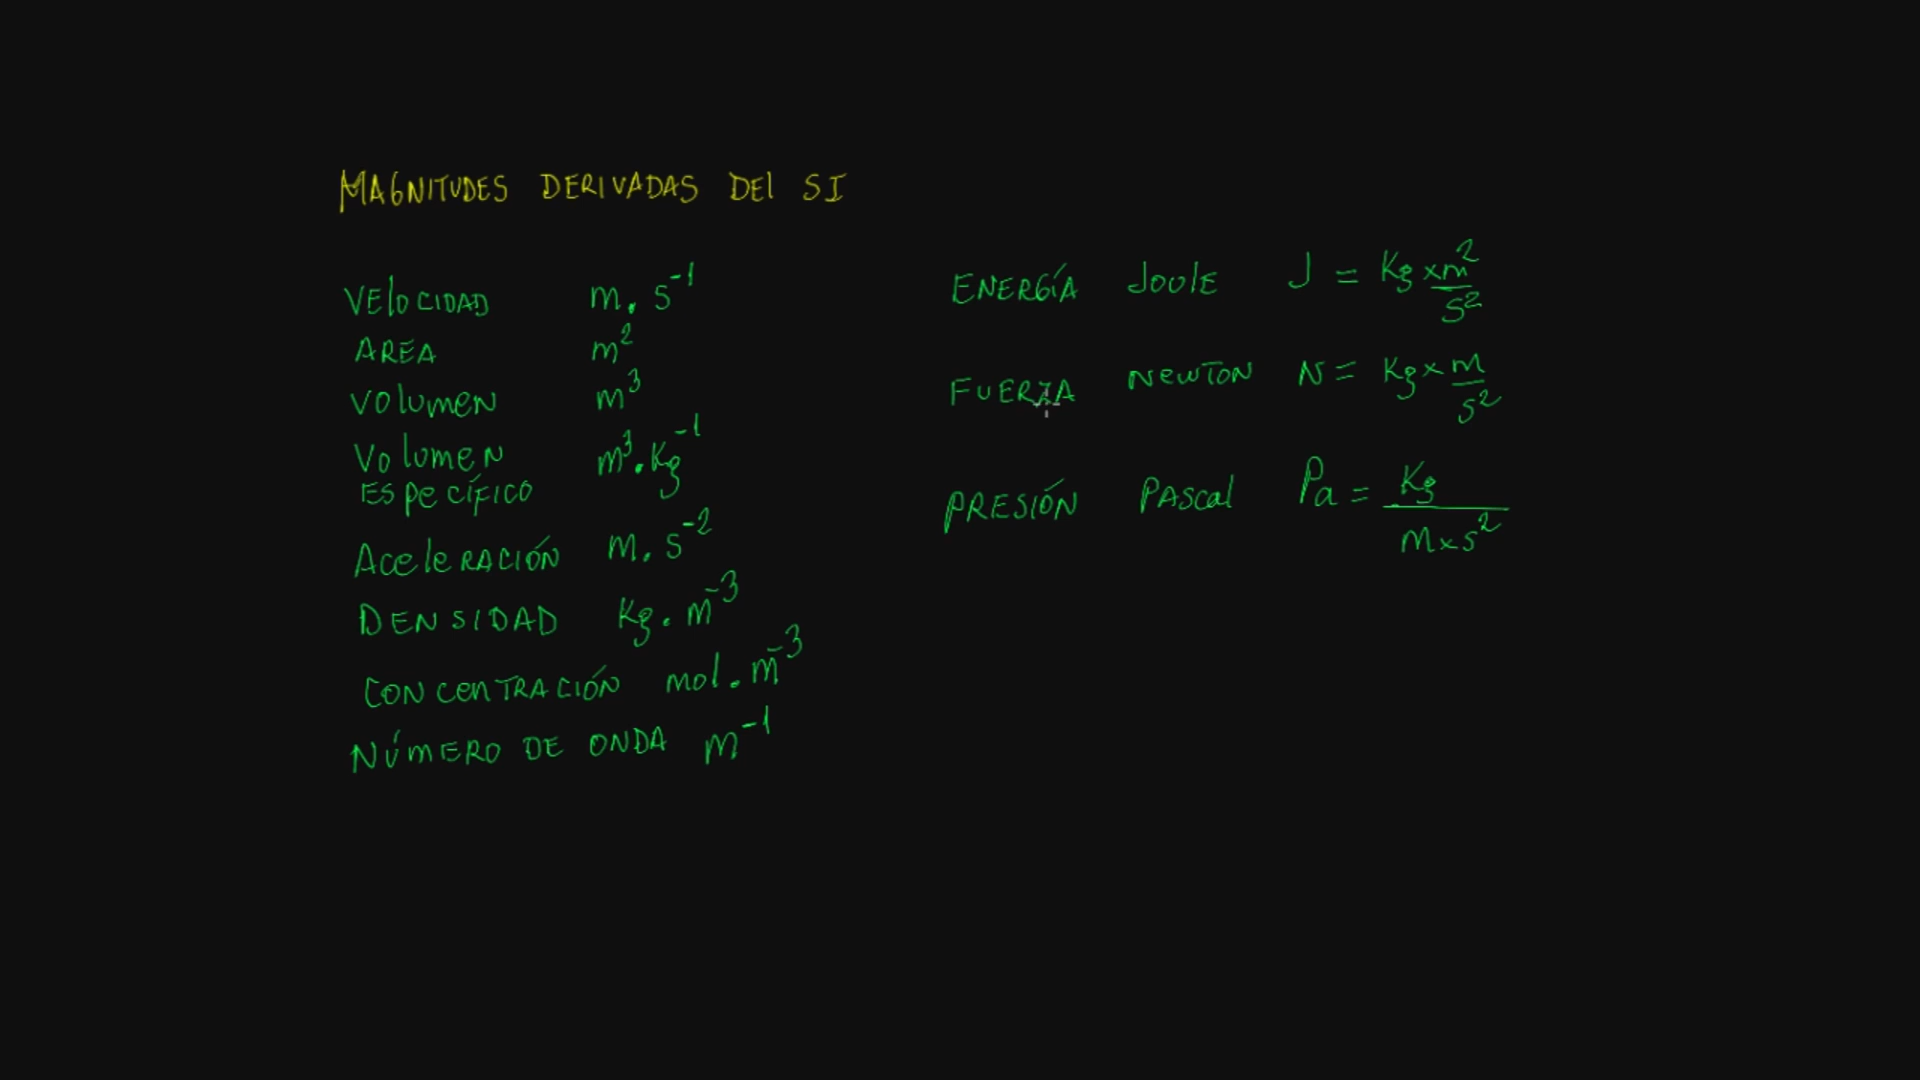 MAGNITUDES DERIVADAS DEl SI
VElOCIDAD m . s⁻¹
AREA m²
VOlumEN m³
VolumeN m³ . Kg⁻¹
ESPeCÍFICO
AceleRACIÓN m . s⁻²
DENSIDAD Kg . m⁻³
CONCenTRACIÓN mol . m⁻³
NÚmERO DE ONDA m⁻¹
ENERGÍA JOUlE J = Kg x m²/s²
FUERZA NewTON N = Kg x m/s²
PRESIÓN PAScal Pa = Kg/m x s²